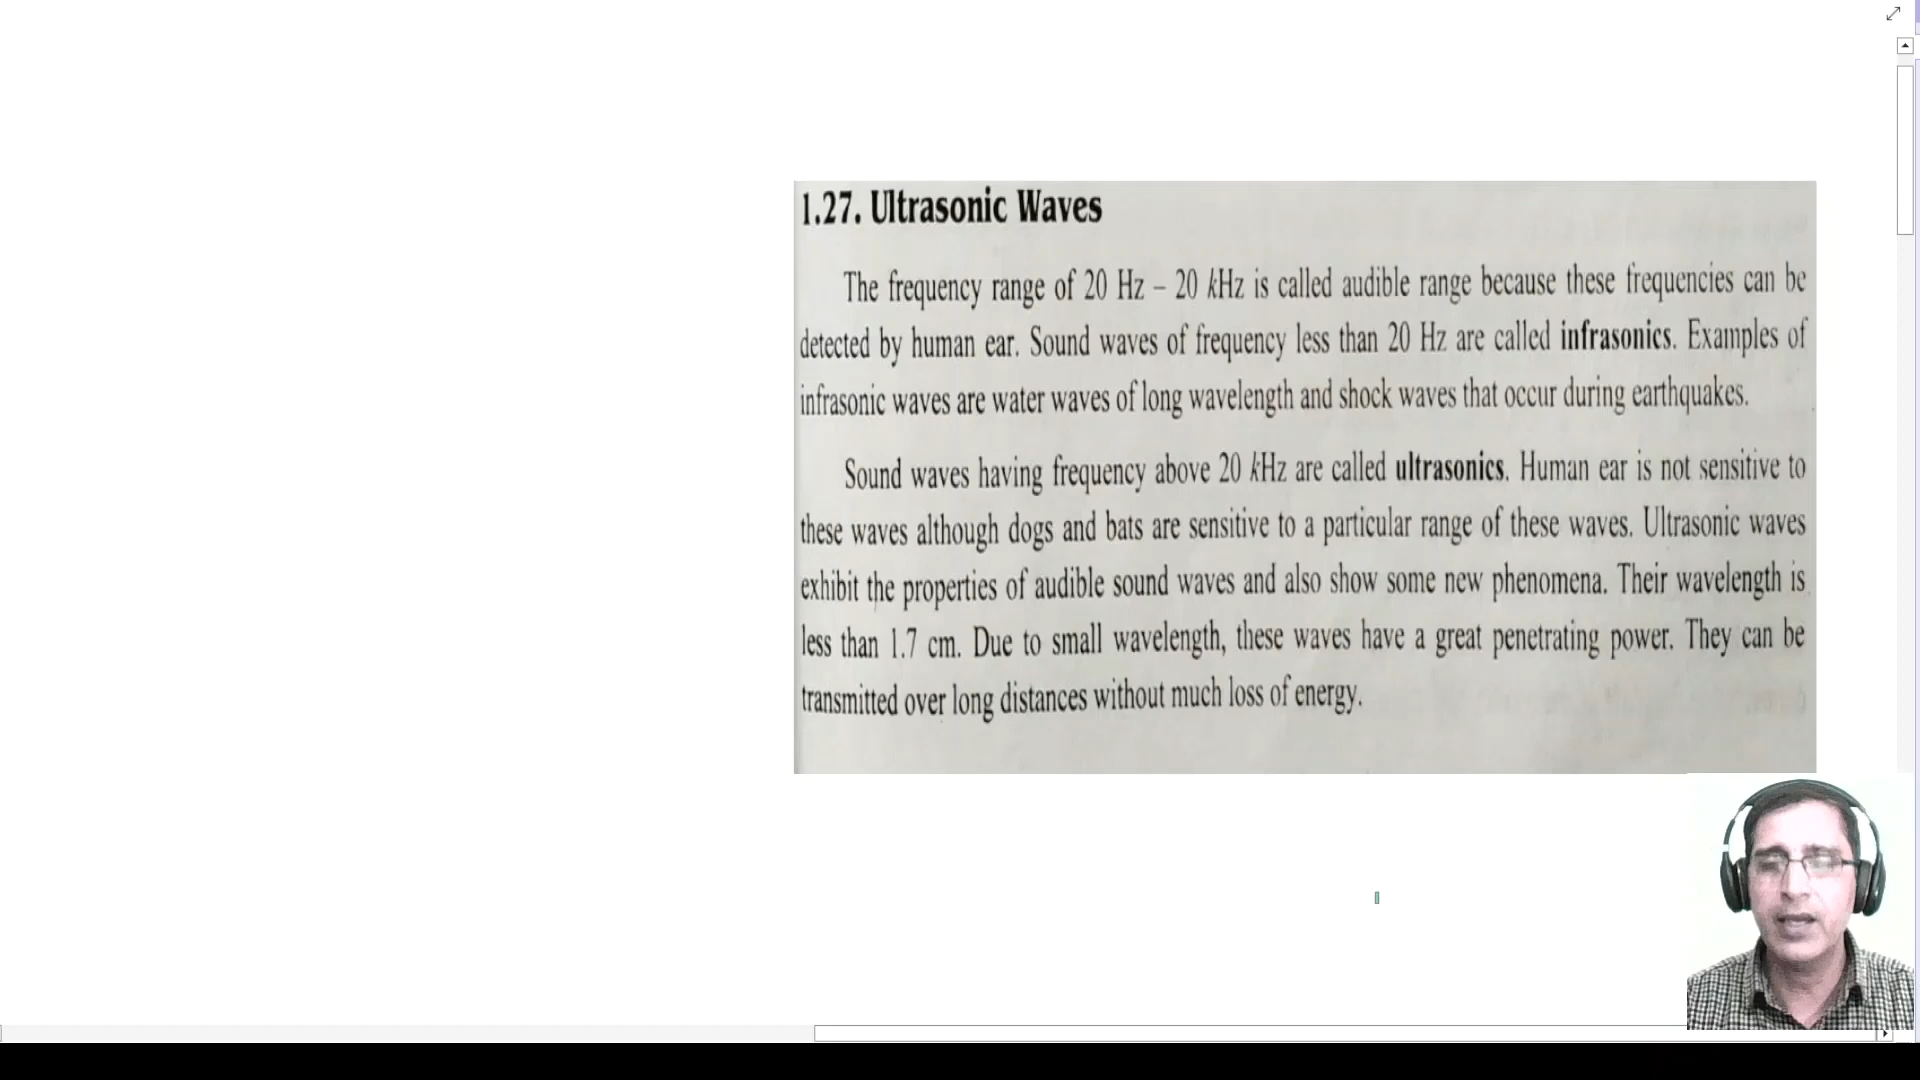 1.27. Ultrasonic Waves
The frequency range of 20 Hz – 20 kHz is called audible range because these frequencies can be
detected by human ear. Sound waves of frequency less than 20 Hz are called infrasonics. Examples of
infrasonic waves are water waves of long wavelength and shock waves that occur during earthquakes.
Sound waves having frequency above 20 kHz are called ultrasonics. Human ear is not sensitive to
these waves although dogs and bats are sensitive to a particular range of these waves. Ultrasonic waves
exhibit the properties of audible sound waves and also show some new phenomena. Their wavelength is
less than 1.7 cm. Due to small wavelength, these waves have a great penetrating power. They can be
transmitted over long distances without much loss of energy.